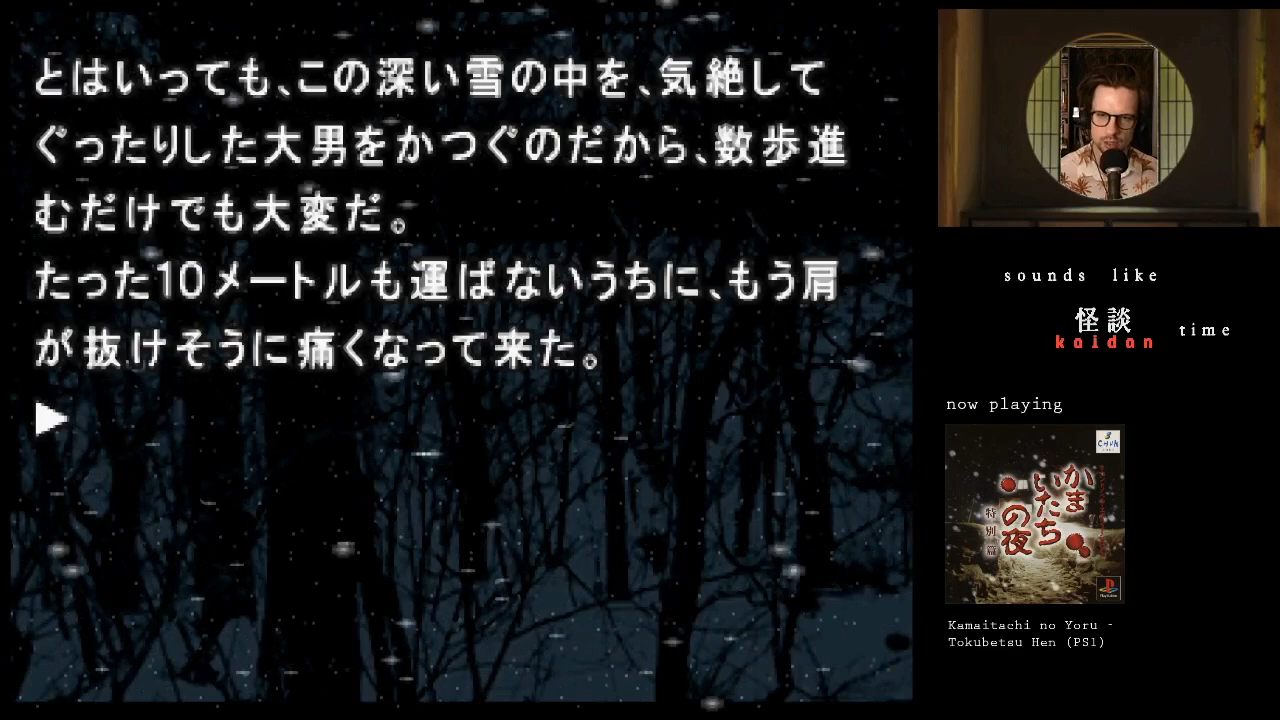 とはいっても、この深い雪の中を、気絶して
ぐったりした大男をかつぐのだから、数歩進
むだけでも大変だ。
たった10メートルも運ばないうちに、もう肩
が抜けそうに痛くなって来た。
sounds like
怪談
kaidan
time
now playing
CHUN
かま
いたち
の夜
特別篇
PlayStation
Kamaitachi no Yoru -
Tokubetsu Hen (PS1)